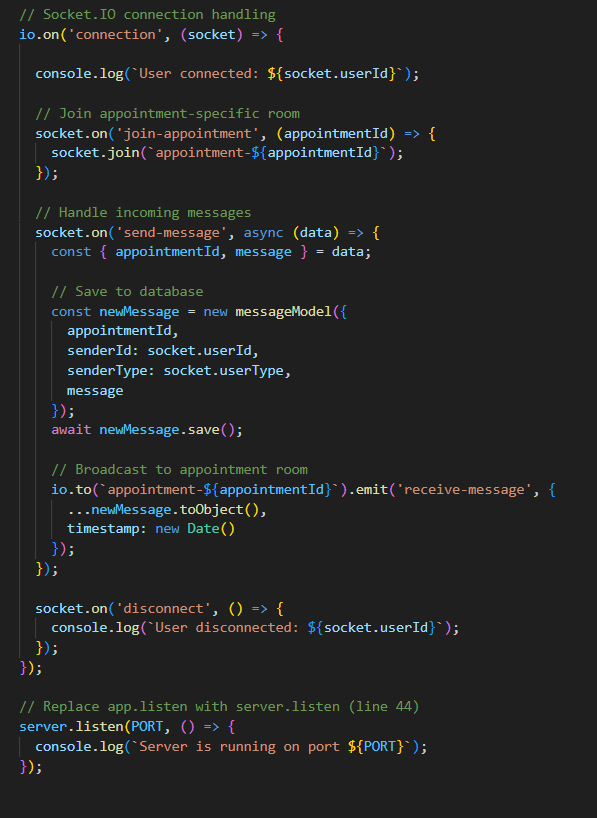 // Socket.IO connection handling
io.on('connection', (socket) => {
console.log(`User connected: ${socket.userId}`);
// Join appointment-specific room
socket.on('join-appointment', (appointmentId) => {
socket.join(`appointment-${appointmentId}`);
});
// Handle incoming messages
socket.on('send-message', async (data) => {
const { appointmentId, message } = data;
// Save to database
const newMessage = new messageModel({
appointmentId,
senderId: socket.userId,
senderType: socket.userType,
message
});
await newMessage.save();
// Broadcast to appointment room
io.to(`appointment-${appointmentId}`).emit('receive-message', {
...newMessage.toObject(),
timestamp: new Date()
});
});
socket.on('disconnect', () => {
console.log(`User disconnected: ${socket.userId}`);
});
});
// Replace app.listen with server.listen (line 44)
server.listen(PORT, () => {
console.log(`Server is running on port ${PORT}`);
});